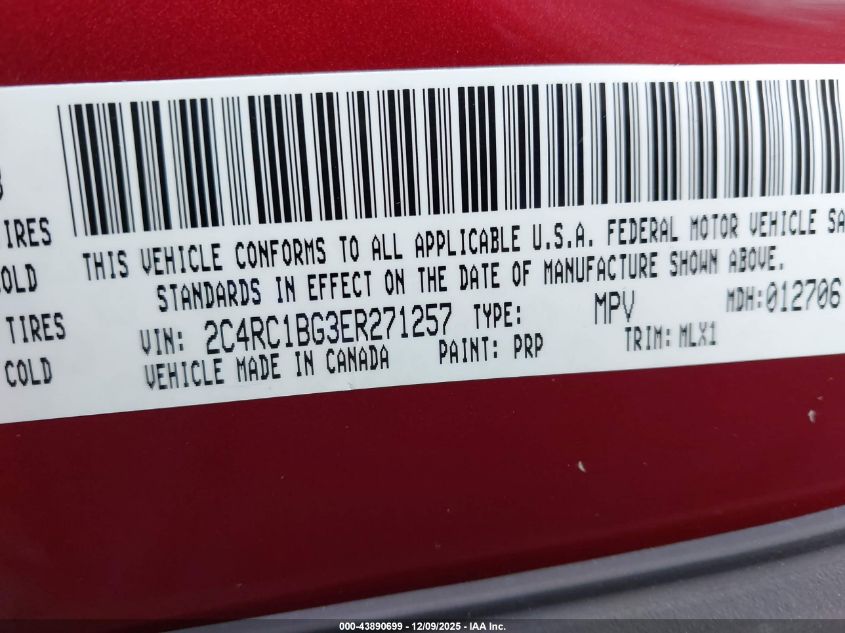 IRES
THIS VEHICLE CONFORMS TO ALL APPLICABLE U.S.A. FEDERAL MOTOR VEHICLE SA
OLD
STANDARDS IN EFFECT ON THE DATE OF MANUFACTURE SHOWN ABOVE.
TIRES
VIN: 2C4RC1BG3ER271257 TYPE: MPV MDH:012706
COLD
VEHICLE MADE IN CANADA PAINT: PRP TRIM: MLX1
000-43890699 - 12/09/2025 - IAA Inc.